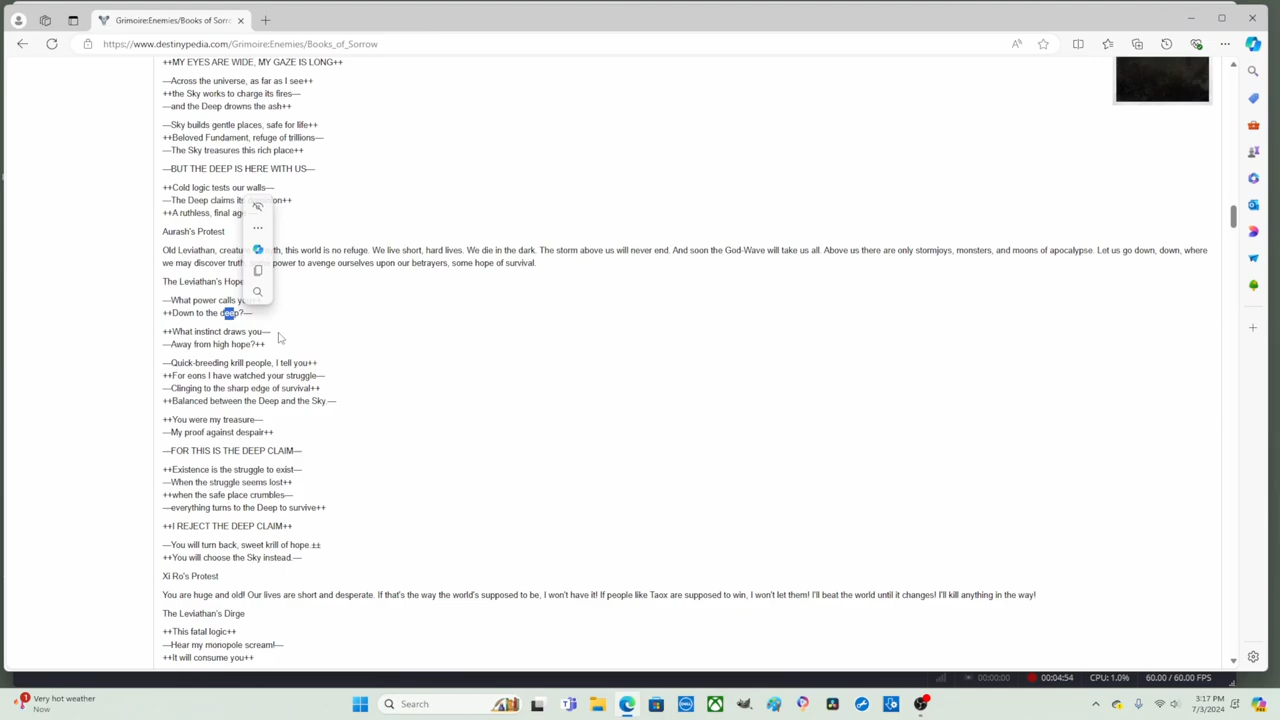 Grimoire:Enemies/Books of Sorr
https://www.destinypedia.com/Grimoire:Enemies/Books_of_Sorrow
++MY EYES ARE WIDE, MY GAZE IS LONG++
—Across the universe, as far as I see++
++the Sky works to charge its fires—
—and the Deep drowns the ash++
—Sky builds gentle places, safe for life++
++Beloved Fundament, refuge of trillions—
—The Sky treasures this rich place++
—BUT THE DEEP IS HERE WITH US—
++Cold logic tests our walls—
—The Deep claims its on++
++A ruthless, final ag
Aurash's Protest
Old Leviathan, creatu th, this world is no refuge. We live short, hard lives. We die in the dark. The storm above us will never end. And soon the God-Wave will take us all. Above us there are only stormjoys, monsters, and moons of apocalypse. Let us go down, down, where
we may discover truth power to avenge ourselves upon our betrayers, some hope of survival.
The Leviathan's Hope
—What power calls y
++Down to the deep?—
++What instinct draws you—
—Away from high hope?++
—Quick-breeding krill people, I tell you++
++For eons I have watched your struggle—
—Clinging to the sharp edge of survival++
++Balanced between the Deep and the Sky.—
++You were my treasure—
—My proof against despair++
—FOR THIS IS THE DEEP CLAIM—
++Existence is the struggle to exist—
—When the struggle seems lost++
++when the safe place crumbles—
—everything turns to the Deep to survive++
++I REJECT THE DEEP CLAIM++
—You will turn back, sweet krill of hope.±±
++You will choose the Sky instead.—
Xi Ro's Protest
You are huge and old! Our lives are short and desperate. If that's the way the world's supposed to be, I won't have it! If people like Taox are supposed to win, I won't let them! I'll beat the world until it changes! I'll kill anything in the way!
The Leviathan's Dirge
++This fatal logic++
—Hear my monopole scream!—
++It will consume you++
00:00:00
00:04:54
CPU: 1.0%
60.00 / 60.00 FPS
1
Very hot weather
Now
Search
3:17 PM
7/3/2024